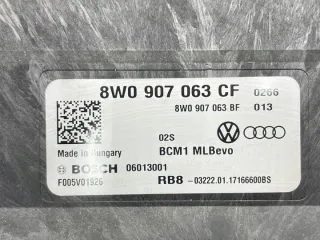 8W0 907 063 CF 0266
8W0 907 063 BF 013
02S
Made in Hungary BCM1 MLBevo
BOSCH 06013001
F005V01926 RB8 -03222.01.17166600BS